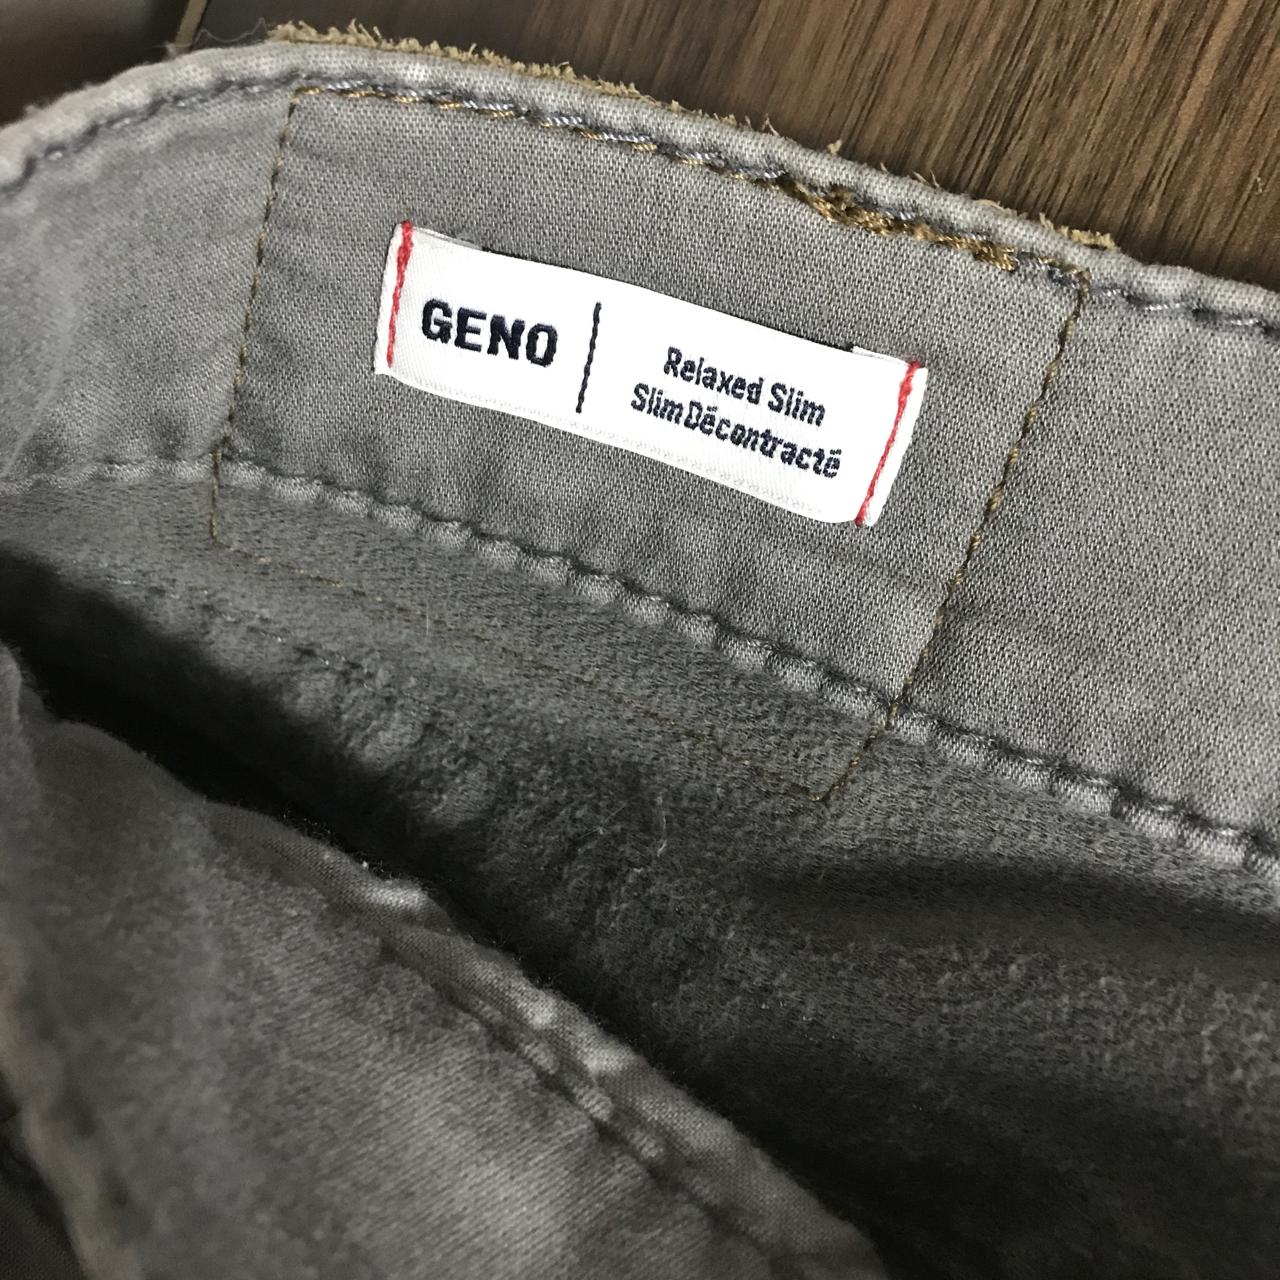 GENO
Relaxed Slim
Slim Décontracté